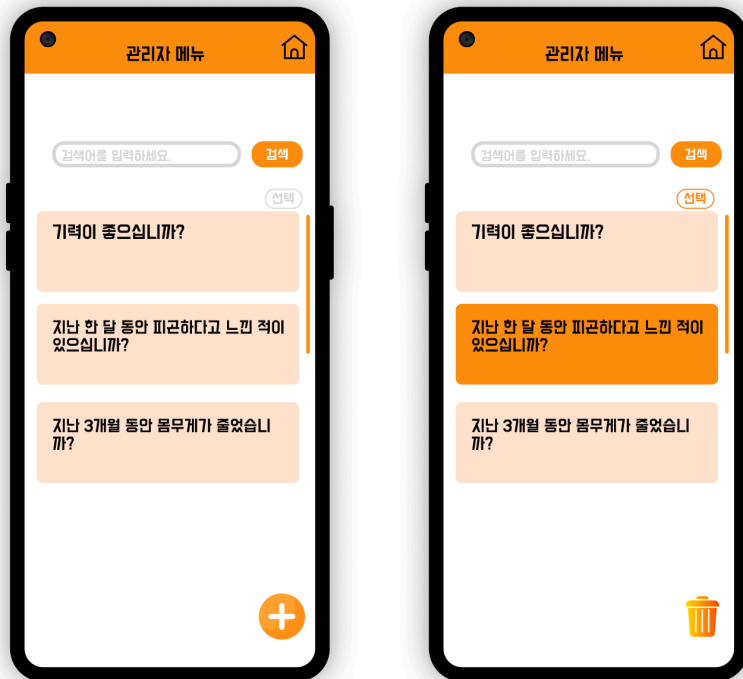 관리자 메뉴
검색어를 입력하세요.
검색
선택
기력이 좋으십니까?
지난 한 달 동안 피곤하다고 느낀 적이
있으십니까?
지난 3개월 동안 몸무게가 줄었습니
까?
관리자 메뉴
검색어를 입력하세요.
검색
선택
기력이 좋으십니까?
지난 한 달 동안 피곤하다고 느낀 적이
있으십니까?
지난 3개월 동안 몸무게가 줄었습니
까?